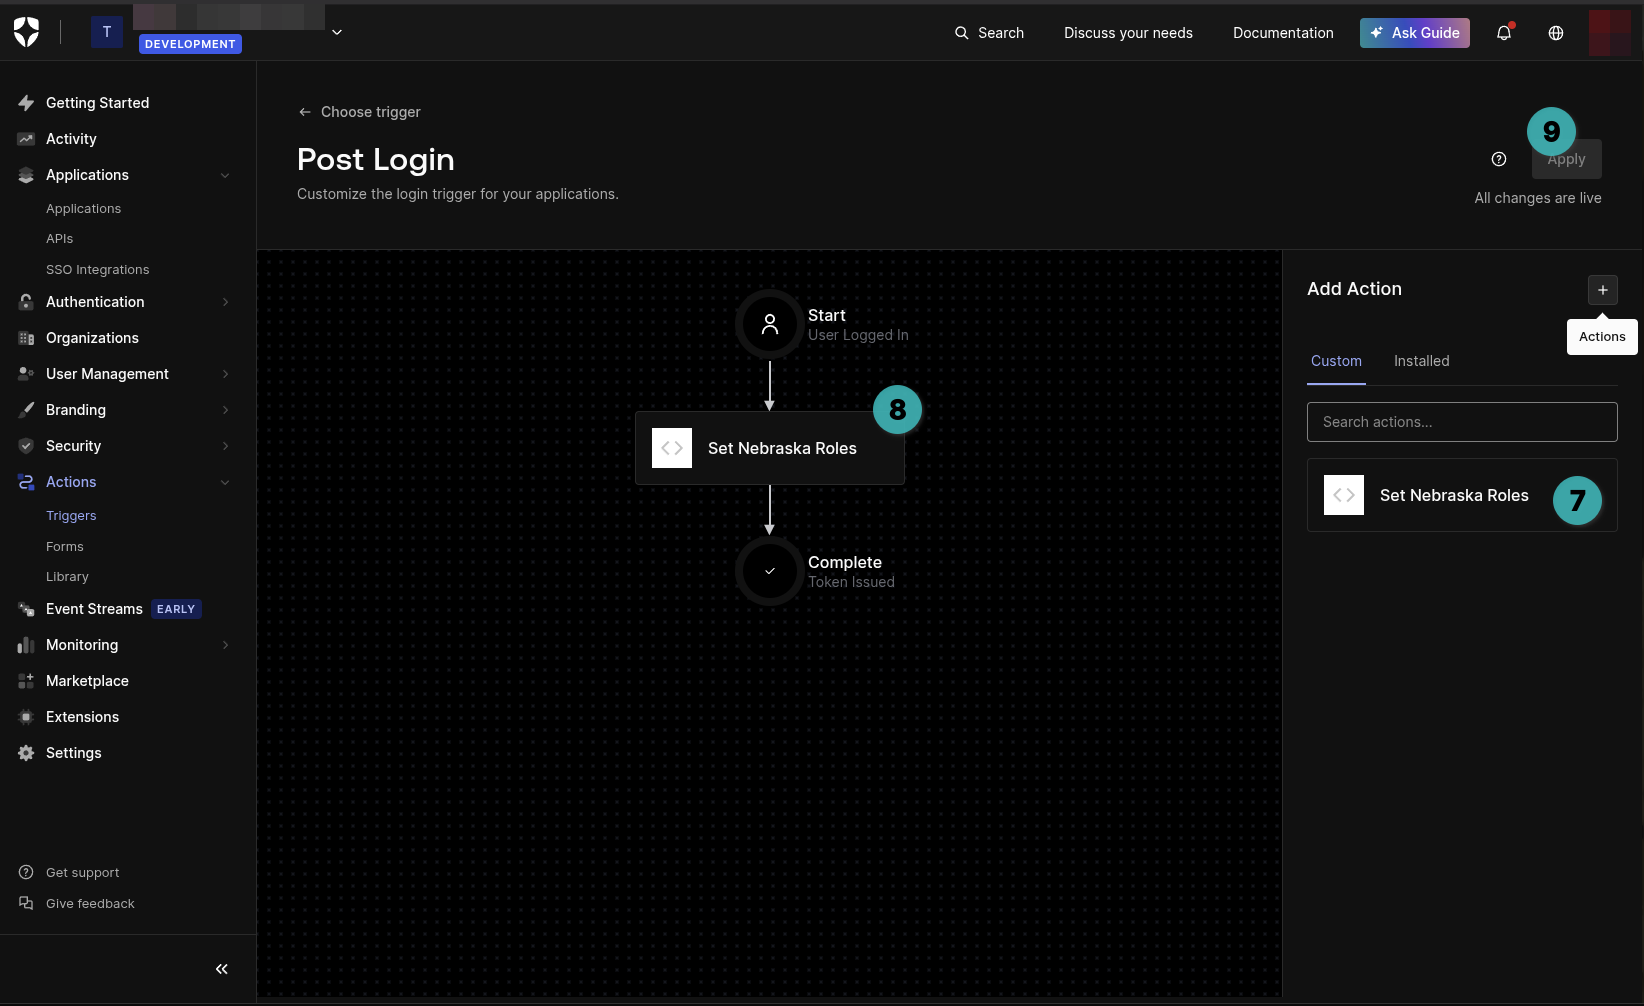 T
DEVELOPMENT
Search
Discuss your needs
Documentation
Ask Guide
Getting Started
Activity
Applications
Applications
APIs
SSO Integrations
Authentication
Organizations
User Management
Branding
Security
Actions
Triggers
Forms
Library
Event Streams EARLY
Monitoring
Marketplace
Extensions
Settings
Get support
Give feedback
← Choose trigger
Post Login
Customize the login trigger for your applications.
9
Apply
All changes are live
Start
User Logged In
8
Set Nebraska Roles
Complete
Token Issued
Add Action
+
Actions
Custom Installed
Search actions...
Set Nebraska Roles
7